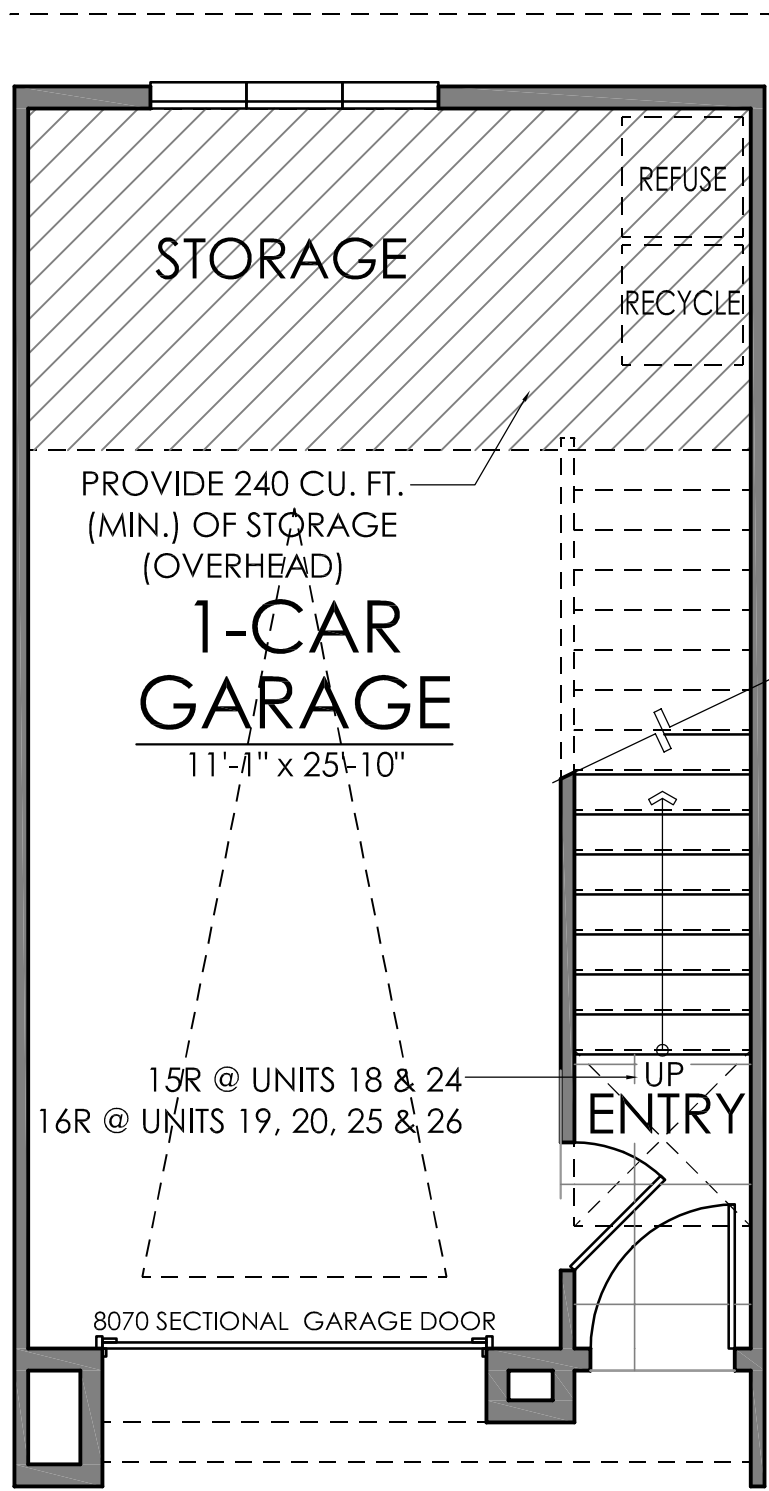 REFUSE
STORAGE
RECYCLE
PROVIDE 240 CU. FT.
(MIN.) OF STORAGE
(OVERHEAD)
1-CAR
GARAGE
11'-1" x 25'-10"
15R @ UNITS 18 & 24
16R @ UNITS 19, 20, 25 & 26
UP
ENTRY
8070 SECTIONAL GARAGE DOOR